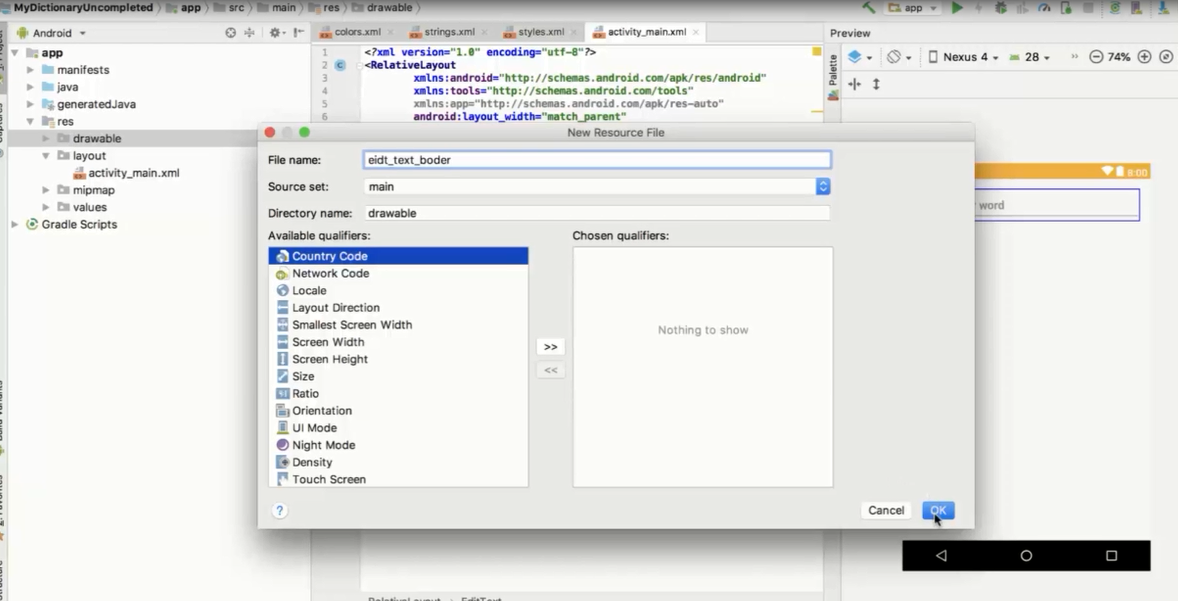 MyDictionaryUncompleted app src main res drawable app
Android colors.xml strings.xml styles.xml activity_main.xml Preview
app
manifests
java
generatedJava
res
drawable
layout
activity_main.xml
mipmap
values
Gradle Scripts
1 <?xml version="1.0" encoding="utf-8"?>
2 <RelativeLayout
3 xmlns:android="http://schemas.android.com/apk/res/android"
4 xmlns:tools="http://schemas.android.com/tools"
5 xmlns:app="http://schemas.android.com/apk/res-auto"
6 android:layout_width="match_parent"
Palette
Nexus 4 28 74%
8:00
word
New Resource File
File name: eidt_text_boder
Source set: main
Directory name: drawable
Available qualifiers: Chosen qualifiers:
Country Code
Network Code
Locale
Layout Direction
Smallest Screen Width
Screen Width
Screen Height
Size
Ratio
Orientation
UI Mode
Night Mode
Density
Touch Screen
>>
<<
Nothing to show
? Cancel OK
RelativeLayout EditText